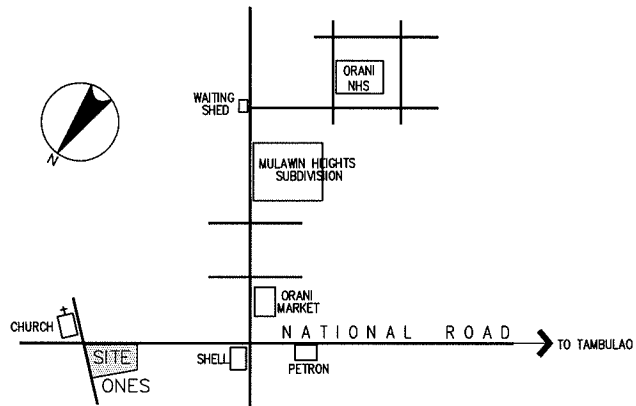 ORANI
NHS
WAITING
SHED
N
MULAWIN HEIGHTS
SUBDIVISION
ORANI
MARKET
CHURCH
NATIONAL ROAD
TO TAMBULAO
SITE
SHELL
PETRON
ONES